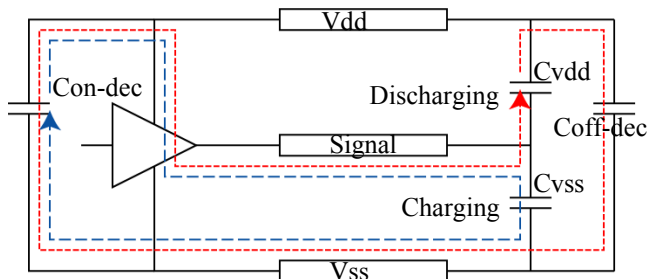 Vdd
Con-dec
Cvdd
Discharging
Coff-dec
Signal
Cvss
Charging
Vss